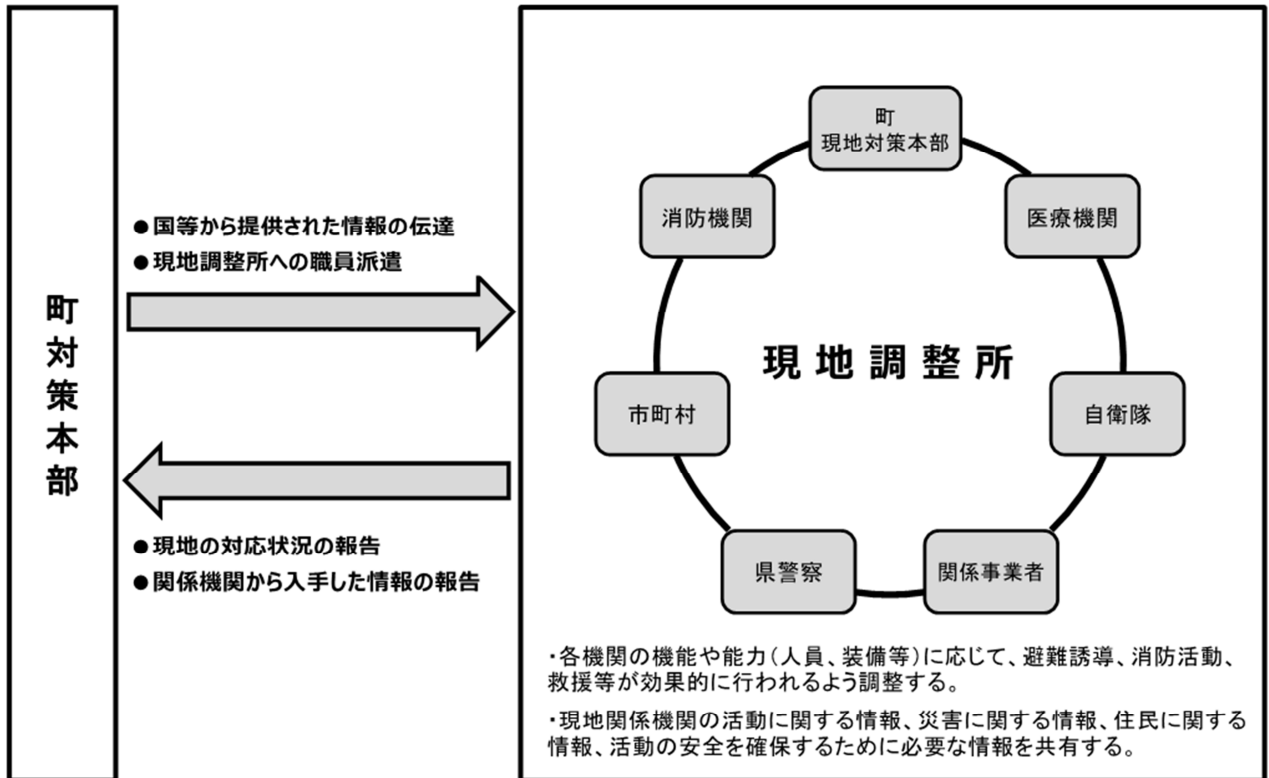 町対策本部
●国等から提供された情報の伝達
●現地調整所への職員派遣
●現地の対応状況の報告
●関係機関から入手した情報の報告
町
現地対策本部
消防機関
医療機関
現地調整所
市町村
自衛隊
県警察
関係事業者
・各機関の機能や能力(人員、装備等)に応じて、避難誘導、消防活動、
救援等が効果的に行われるよう調整する。
・現地関係機関の活動に関する情報、災害に関する情報、住民に関する
情報、活動の安全を確保するために必要な情報を共有する。